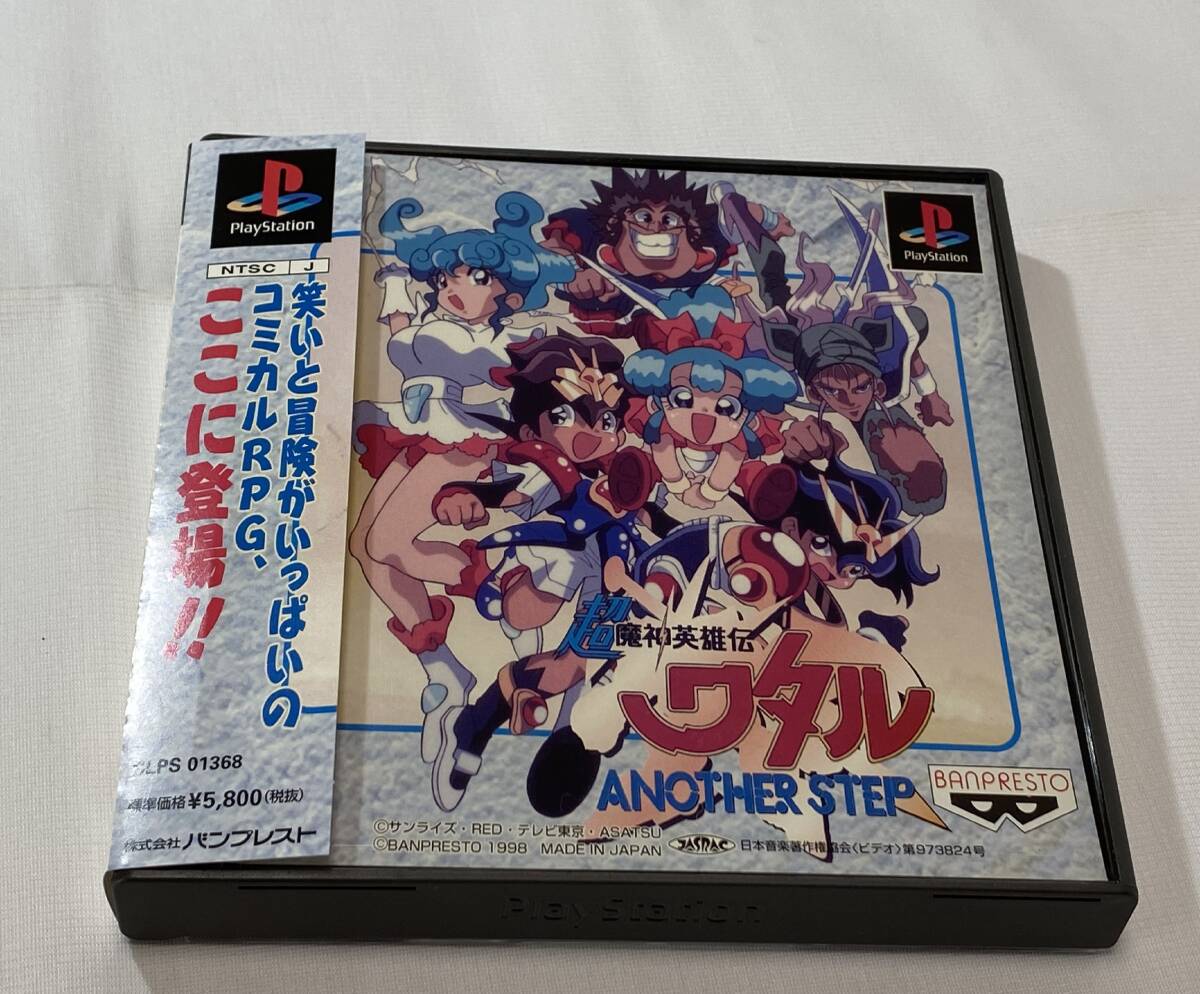 PlayStation
NTSC J
笑いと冒険がいっぱいの
コミカルRPG、
ここに登場!!
SLPS 01368
標準価格¥5,800(税抜)
株式会社 バンプレスト
PlayStation
超魔神英雄伝
ワタル
ANOTHER STEP
BANPRESTO
©サンライズ・RED・テレビ東京・ASATSU
©BANPRESTO 1998 MADE IN JAPAN
JASRAC
日本音楽著作権協会〈ビデオ〉第973824号
PlayStation